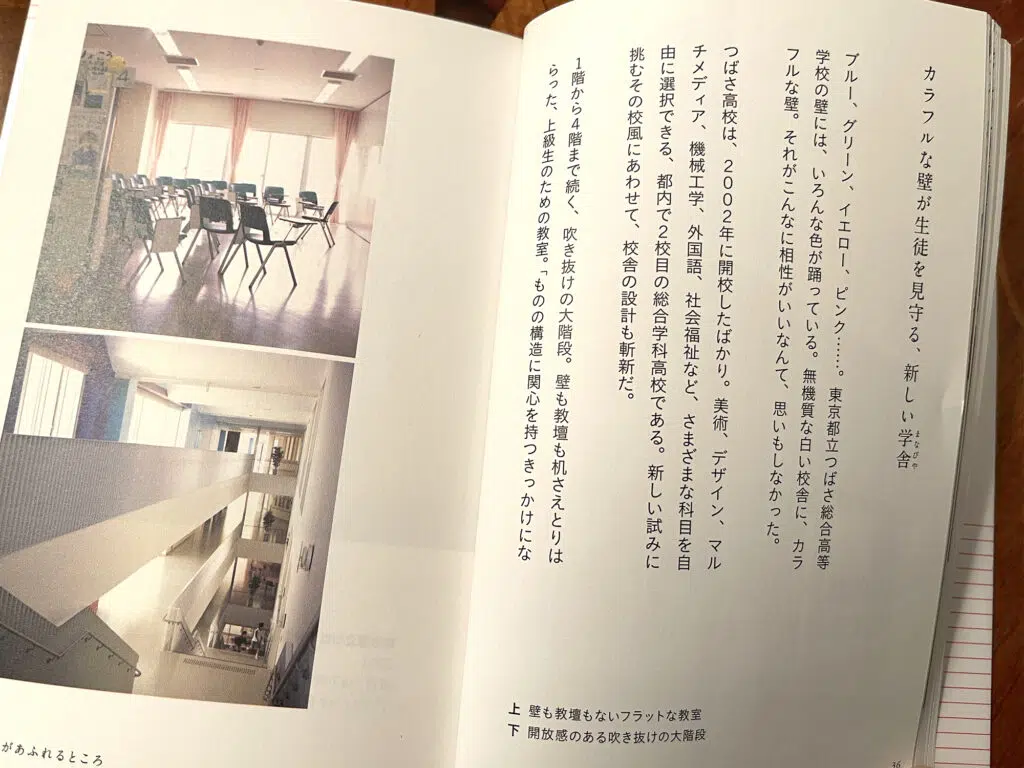 カラフルな壁が生徒を見守る、新しい学舎
まなびや
ブルー、グリーン、イエロー、ピンク……。東京都立つばさ総合高等
学校の壁には、いろんな色が踊っている。無機質な白い校舎に、カラ
フルな壁。それがこんなに相性がいいなんて、思いもしなかった。
つばさ高校は、2002年に開校したばかり。美術、デザイン、マル
チメディア、機械工学、外国語、社会福祉など、さまざまな科目を自
由に選択できる、都内で2校目の総合学科高校である。新しい試みに
挑むその校風にあわせて、校舎の設計も斬新だ。
1階から4階まで続く、吹き抜けの大階段。壁も教壇も机さえとりは
らった、上級生のための教室。「ものの構造に関心を持つきっかけにな
上 壁も教壇もないフラットな教室
下 開放感のある吹き抜けの大階段
36
があふれるところ
4